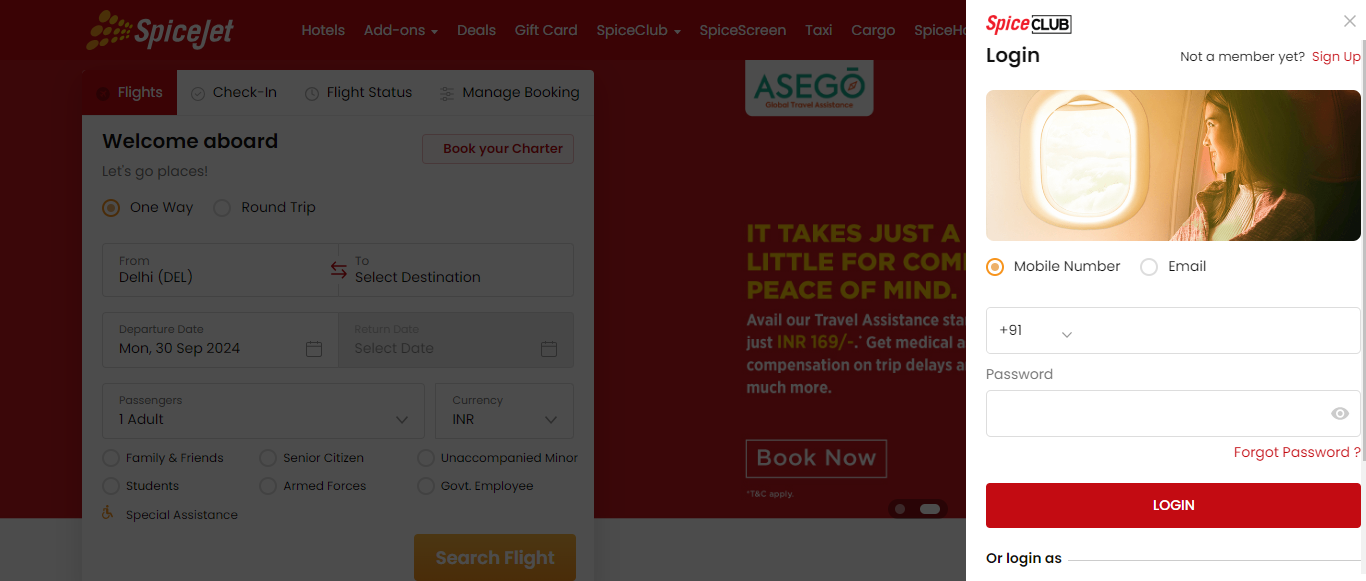 SpiceJet
Hotels Add-ons Deals Gift Card SpiceClub SpiceScreen Taxi Cargo
Flights Check-In Flight Status Manage Booking
Welcome aboard
Book your Charter
Let's go places!
One Way Round Trip
From
Delhi (DEL)
To
Select Destination
Departure Date
Mon, 30 Sep 2024
Return Date
Select Date
Passengers
1 Adult
Currency
INR
Family & Friends Senior Citizen Unaccompanied Minor
Students Armed Forces Govt. Employee
Special Assistance
Search Flight
ASEGO
Global Travel Assistance
IT TAKES JUST A
LITTLE FOR COM
PEACE OF MIND.
Avail our Travel Assistance sta
just INR 169/-.* Get medical a
compensation on trip delays a
much more.
Book Now
*T&C apply.
SpiceCLUB
Login
Not a member yet? Sign Up
Mobile Number Email
+91
Password
Forgot Password ?
LOGIN
Or login as